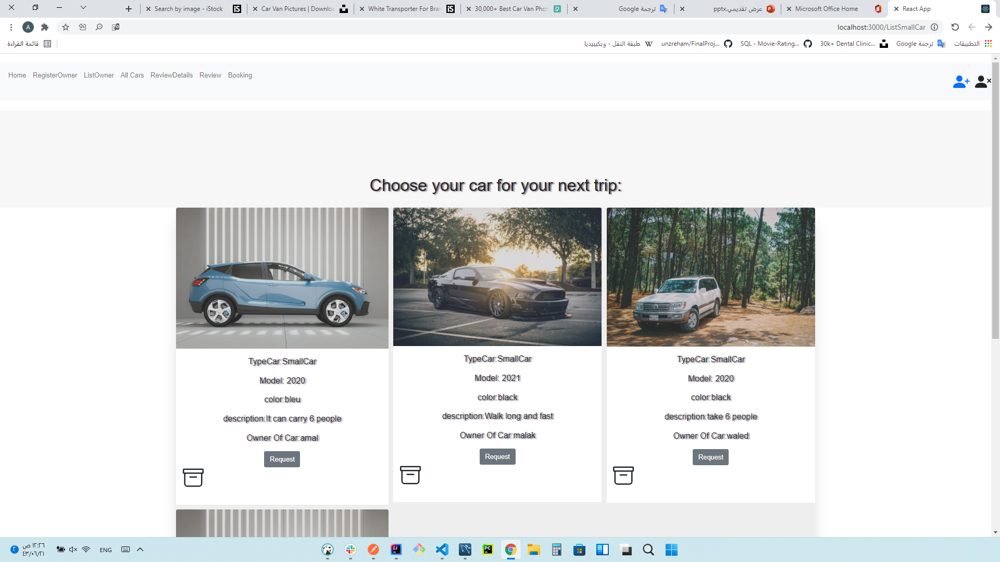 Search by image - iStock
Car Van Pictures | Downloa
White Transporter For Bran
30,000+ Best Car Van Phot
ترجمة Google
عرض تقديمي.pptx
Microsoft Office Home
React App
A
localhost:3000/ListSmallCar
قائمة القراءة
طبقة النقل - ويكيبيديا
unzreham/FinalProj...
SQL - Movie-Rating...
30k+ Dental Clinic...
ترجمة Google
التطبيقات
Home RegisterOwner ListOwner All Cars ReviewDetails Review Booking
Choose your car for your next trip:
TypeCar:SmallCar
Model: 2020
color:bleu
description:It can carry 6 people
Owner Of Car:amal
Request
TypeCar:SmallCar
Model: 2021
color:black
description:Walk long and fast
Owner Of Car:malak
Request
TypeCar:SmallCar
Model: 2020
color:black
description:take 6 people
Owner Of Car:waled
Request
٢
١٢:٢٦ ص
٤٣/٠٦/٢١
ENG